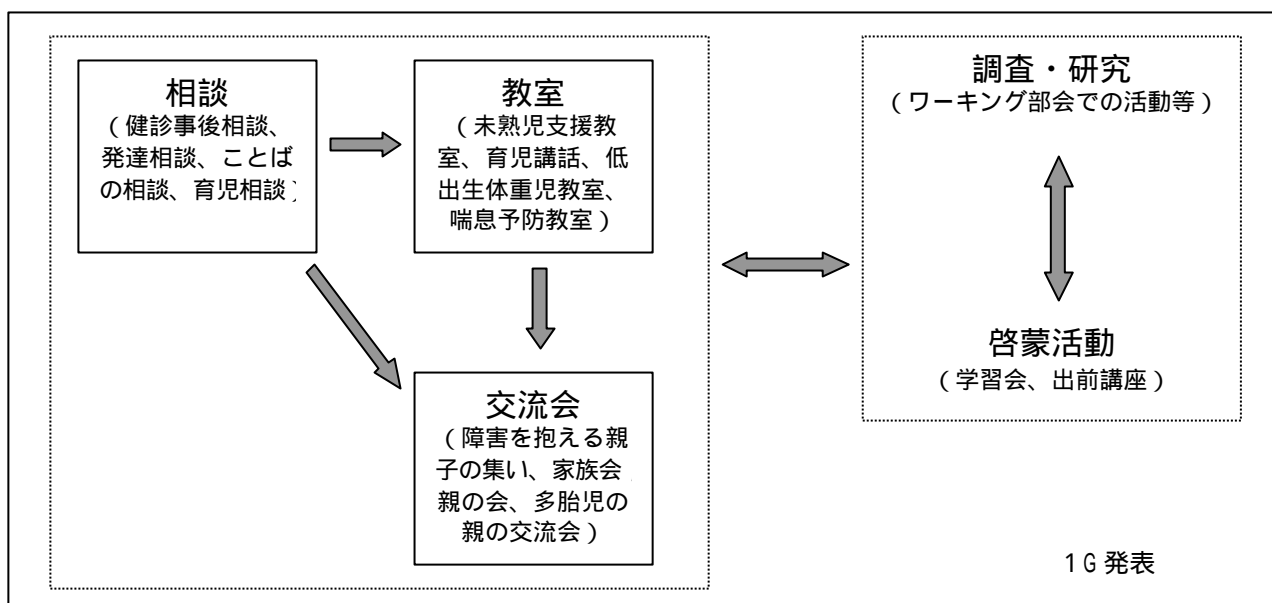 相談
（健診事後相談、
発達相談、ことば
の相談、育児相談）
教室
（未熟児支援教
室、育児講話、低
出生体重児教室、
喘息予防教室）
交流会
（障害を抱える親
子の集い、家族会
親の会、多胎児の
親の交流会）
調査・研究
（ワーキング部会での活動等）
啓蒙活動
（学習会、出前講座）
1G発表